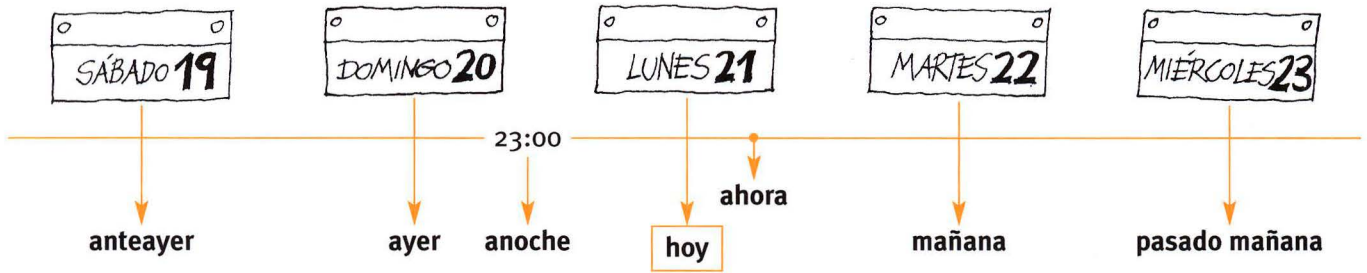 SÁBADO 19 DOMINGO 20 LUNES 21 MARTES 22 MIÉRCOLES 23
23:00
ahora
anteayer ayer anoche hoy mañana pasado mañana